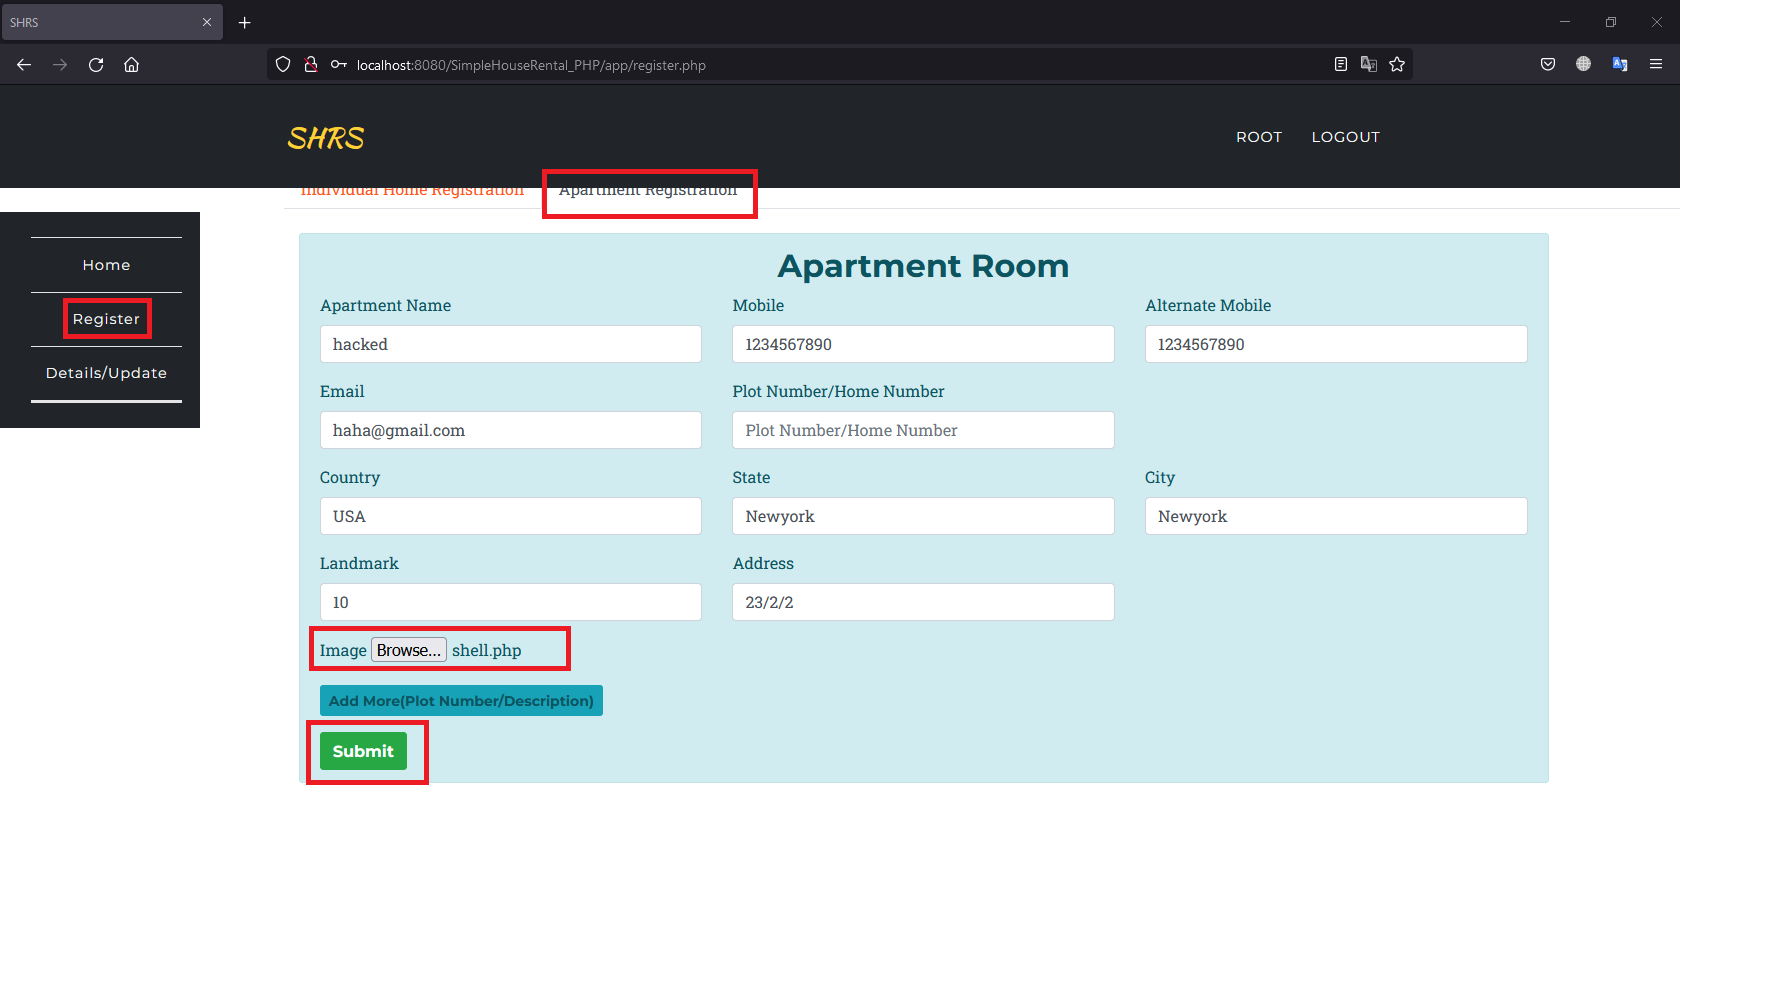 SHRS
localhost:8080/SimpleHouseRental_PHP/app/register.php
SHRS
ROOT LOGOUT
Individual Home Registration Apartment Registration
Home
Register
Details/Update
Apartment Room
Apartment Name Mobile Alternate Mobile
hacked 1234567890 1234567890
Email Plot Number/Home Number
haha@gmail.com Plot Number/Home Number
Country State City
USA Newyork Newyork
Landmark Address
10 23/2/2
Image Browse... shell.php
Add More(Plot Number/Description)
Submit